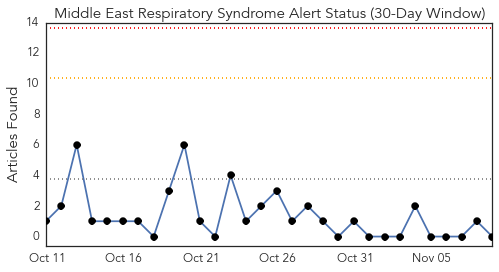 Middle East Respiratory Syndrome Alert Status (30-Day Window)
Articles Found
14
12
10
8
6
4
2
0
Oct 11 Oct 16 Oct 21 Oct 26 Oct 31 Nov 05